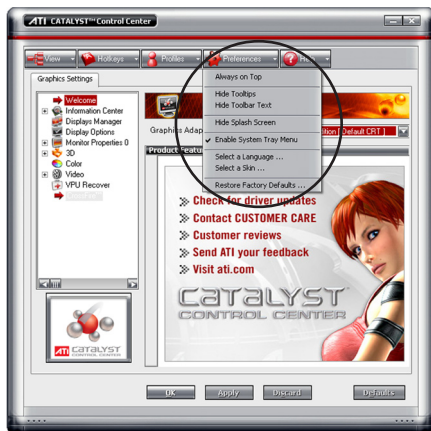 ATI CATALYST™ Control Center
View
Hotkeys
Profiles
Preferences
Graphics Settings
Always on Top
Hide Tooltips
Hide Toolbar Text
Hide Splash Screen
Enable System Tray Menu
Select a Language ...
Select a Skin ...
Restore Factory Defaults ...
Welcome
Information Center
Displays Manager
Display Options
Monitor Properties 0
3D
Color
Video
VPU Recover
Graphics Adap
[Default CRT ]
Product Featu
Check for driver updates
Contact CUSTOMER CARE
Customer reviews
Send ATI your feedback
Visit ati.com
CATALYST
CONTROL CENTER
ATI CATALYST
CONTROL CENTER
OK
Apply
Discard
Defaults